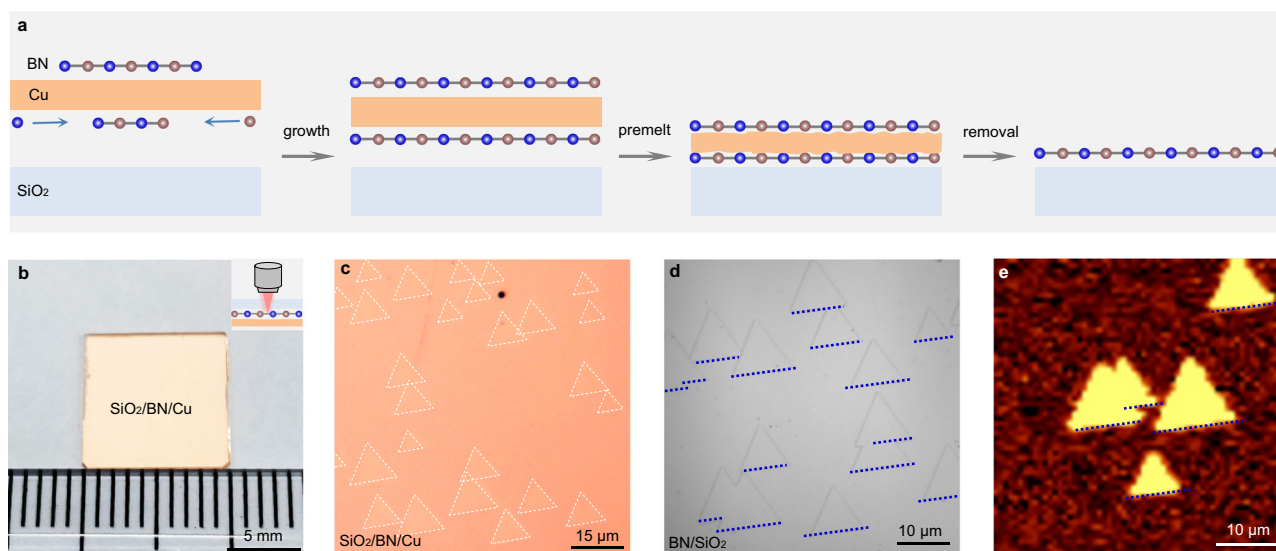 a
BN
Cu
SiO₂
growth
premelt
removal
b
SiO₂/BN/Cu
5 mm
c
SiO₂/BN/Cu
15 µm
d
BN/SiO₂
10 µm
e
10 µm